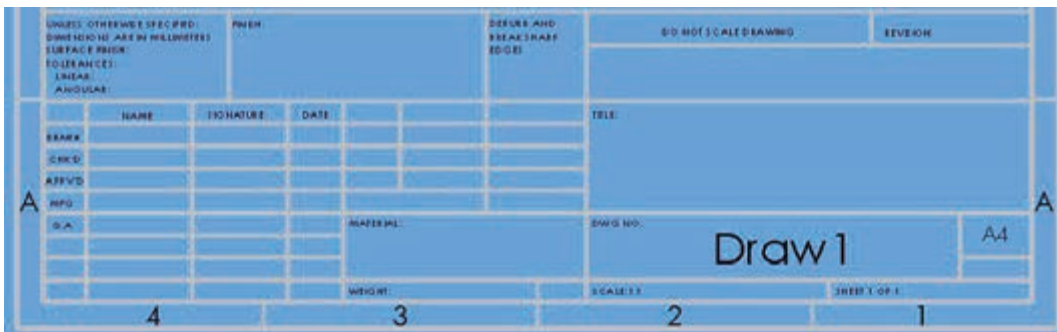 UNLESS OTHERWISE SPECIFIED:
DIMENSIONS ARE IN MILLIMETERS
SURFACE FINISH:
TOLERANCES:
LINEAR:
ANGULAR:
FINISH:
DEBURR AND
BREAK SHARP
EDGES
DO NOT SCALE DRAWING
REVISION
NAME
SIGNATURE
DATE
TITLE:
DRAWN
CHK'D
APPV'D
MFG
Q.A
A
A
MATERIAL:
DWG NO.
Draw1
A4
WEIGHT:
SCALE:1:1
SHEET 1 OF 1
4
3
2
1